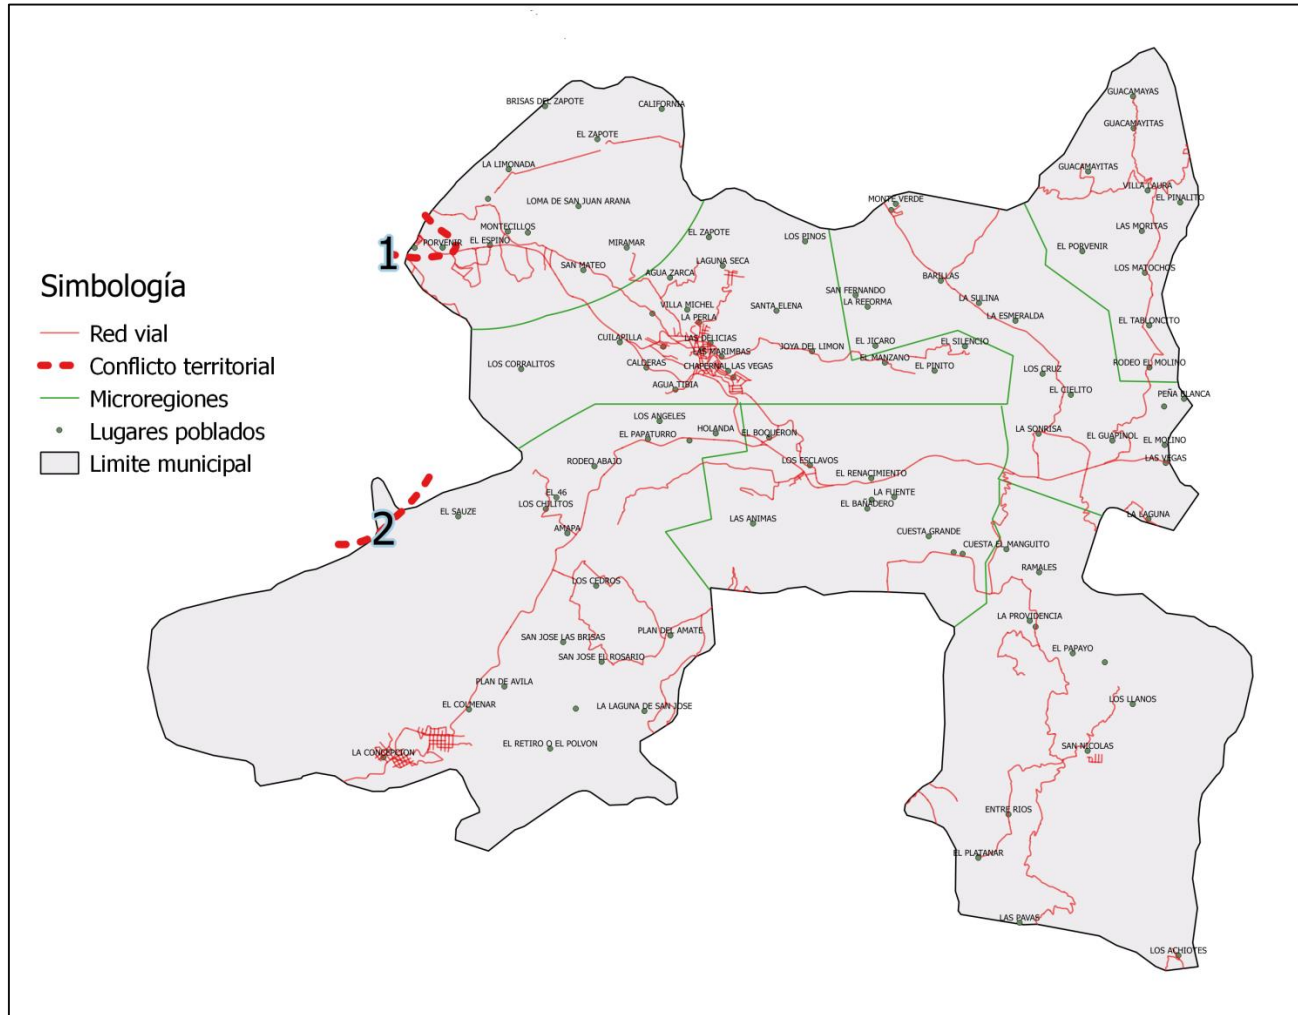 GUACAMAYAS
BRISAS DEL ZAPOTE
CALIFORNIA
GUACAMAYITAS
EL ZAPOTE
LA LIMONADA
GUACAMAYITAS
VILLA LAURA
EL PINALITO
LOMA DE SAN JUAN ARANA
MONTE VERDE
MONTECILLOS
EL ZAPOTE
LOS PINOS
LAS MORITAS
1
PORVENIR
EL ESPINO
MIRAMAR
EL PORVENIR
SAN MATEO
AGUA ZARCA
LAGUNA SECA
BARILLAS
LOS MATOCHOS
Simbología
Red vial
Conflicto territorial
Microregiones
Lugares poblados
Limite municipal
VILLA MICHEL
LA PERLA
SANTA ELENA
SAN FERNANDO
LA REFORMA
LA SULINA
LA ESMERALDA
EL TABLONCITO
CUILAPILLA
LAS DELICIAS
LAS MARIMBAS
JOYA DEL LIMON
EL JICARO
EL SILENCIO
LOS CORRALITOS
CALDERAS
CHAPERNAL LAS VEGAS
EL MANZANO
EL PINITO
LOS CRUZ
RODEO EL MOLINO
AGUA TIBIA
EL CIELITO
PEÑA BLANCA
LOS ANGELES
EL PAPATURRO
HOLANDA
EL BOQUERON
LA SONRISA
EL GUAPINOL
EL MOLINO
RODEO ABAJO
LOS ESCLAVOS
EL RENACIMIENTO
LAS VEGAS
EL 46
LOS CHILITOS
LA FUENTE
EL BAÑADERO
EL SAUZE
2
AMAPA
LAS ANIMAS
CUESTA GRANDE
CUESTA EL MANGUITO
LA LAGUNA
RAMALES
LOS CEDROS
LA PROVIDENCIA
SAN JOSE LAS BRISAS
PLAN DEL AMATE
SAN JOSE EL ROSARIO
EL PAPAYO
PLAN DE AVILA
EL COLMENAR
LA LAGUNA DE SAN JOSE
LOS LLANOS
LA CONCEPCION
EL RETIRO O EL POLVON
SAN NICOLAS
ENTRE RIOS
EL PLATANAR
LAS PAVAS
LOS ACHIOTES